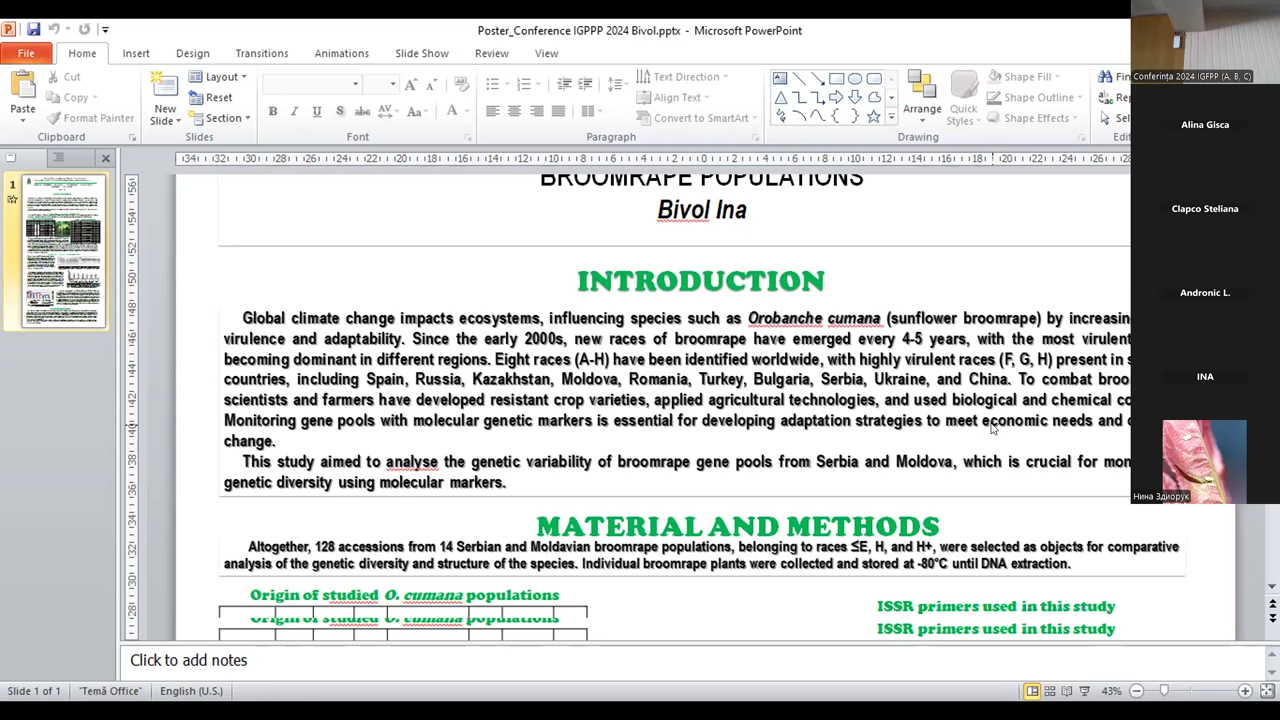 Poster_Conference IGPPP 2024 Bivol.pptx - Microsoft PowerPoint
File Home Insert Design Transitions Animations Slide Show Review View
Paste
Cut
Copy
Format Painter
Clipboard
New Slide
Layout
Reset
Section
Slides
Font
Text Direction
Align Text
Convert to SmartArt
Paragraph
Arrange
Quick Styles
Shape Fill
Shape Outline
Shape Effects
Drawing
BROOMRAPE POPULATIONS
Bivol Ina
INTRODUCTION
Global climate change impacts ecosystems, influencing species such as Orobanche cumana (sunflower broomrape) by
virulence and adaptability. Since the early 2000s, new races of broomrape have emerged every 4-5 years, with the most virulent
becoming dominant in different regions. Eight races (A-H) have been identified worldwide, with highly virulent races (F, G, H) present in
countries, including Spain, Russia, Kazakhstan, Moldova, Romania, Turkey, Bulgaria, Serbia, Ukraine, and China. To combat
scientists and farmers have developed resistant crop varieties, applied agricultural technologies, and used biological and chemical
Monitoring gene pools with molecular genetic markers is essential for developing adaptation strategies to meet economic needs and
change.
This study aimed to analyse the genetic variability of broomrape gene pools from Serbia and Moldova, which is crucial for
genetic diversity using molecular markers.
MATERIAL AND METHODS
Altogether, 128 accessions from 14 Serbian and Moldavian broomrape populations, belonging to races ≤E, H, and H+, were selected as objects for comparative
analysis of the genetic diversity and structure of the species. Individual broomrape plants were collected and stored at -80°C until DNA extraction.
Origin of studied O. cumana populations
Origin of studied O. cumana populations
ISSR primers used in this study
ISSR primers used in this study
Click to add notes
Slide 1 of 1 "Temă Office" English (U.S.) 43%
Conferința 2024 IGFPP (A, B, C)
Alina Gisca
Clapco Steliana
Andronic L.
INA
Нина Здиорук